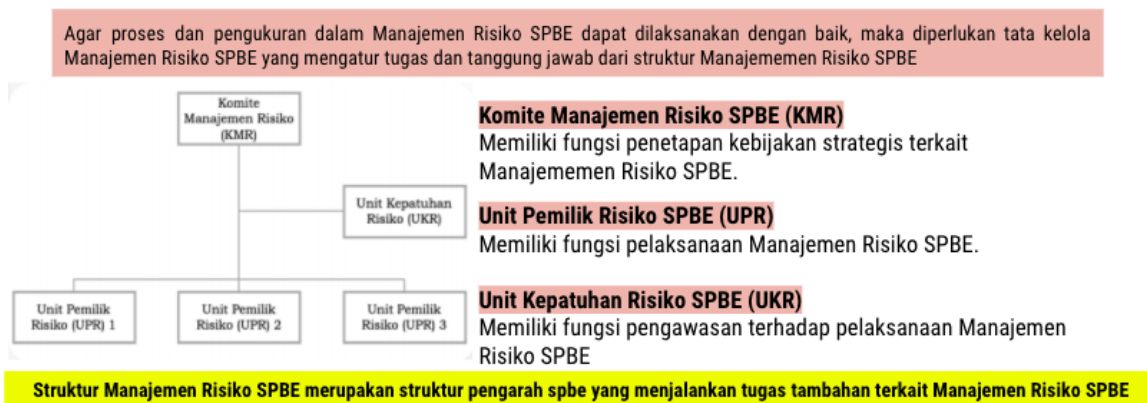 Agar proses dan pengukuran dalam Manajemen Risiko SPBE dapat dilaksanakan dengan baik, maka diperlukan tata kelola
Manajemen Risiko SPBE yang mengatur tugas dan tanggung jawab dari struktur Manajememen Risiko SPBE
Komite
Manajemen Risiko
(KMR)
Unit Kepatuhan
Risiko (UKR)
Unit Pemilik
Risiko (UPR) 1
Unit Pemilik
Risiko (UPR) 2
Unit Pemilik
Risiko (UPR) 3
Komite Manajemen Risiko SPBE (KMR)
Memiliki fungsi penetapan kebijakan strategis terkait
Manajememen Risiko SPBE.
Unit Pemilik Risiko SPBE (UPR)
Memiliki fungsi pelaksanaan Manajemen Risiko SPBE.
Unit Kepatuhan Risiko SPBE (UKR)
Memiliki fungsi pengawasan terhadap pelaksanaan Manajemen
Risiko SPBE
Struktur Manajemen Risiko SPBE merupakan struktur pengarah spbe yang menjalankan tugas tambahan terkait Manajemen Risiko SPBE